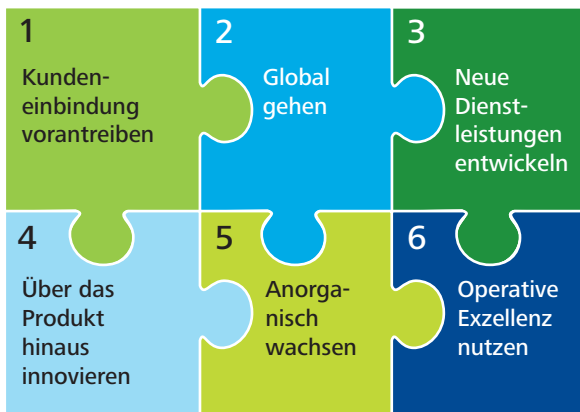 1
Kunden-
einbindung
vorantreiben
2
Global
gehen
3
Neue
Dienst-
leistungen
entwickeln
4
Über das
Produkt
hinaus
innovieren
5
Anorga-
nisch
wachsen
6
Operative
Exzellenz
nutzen